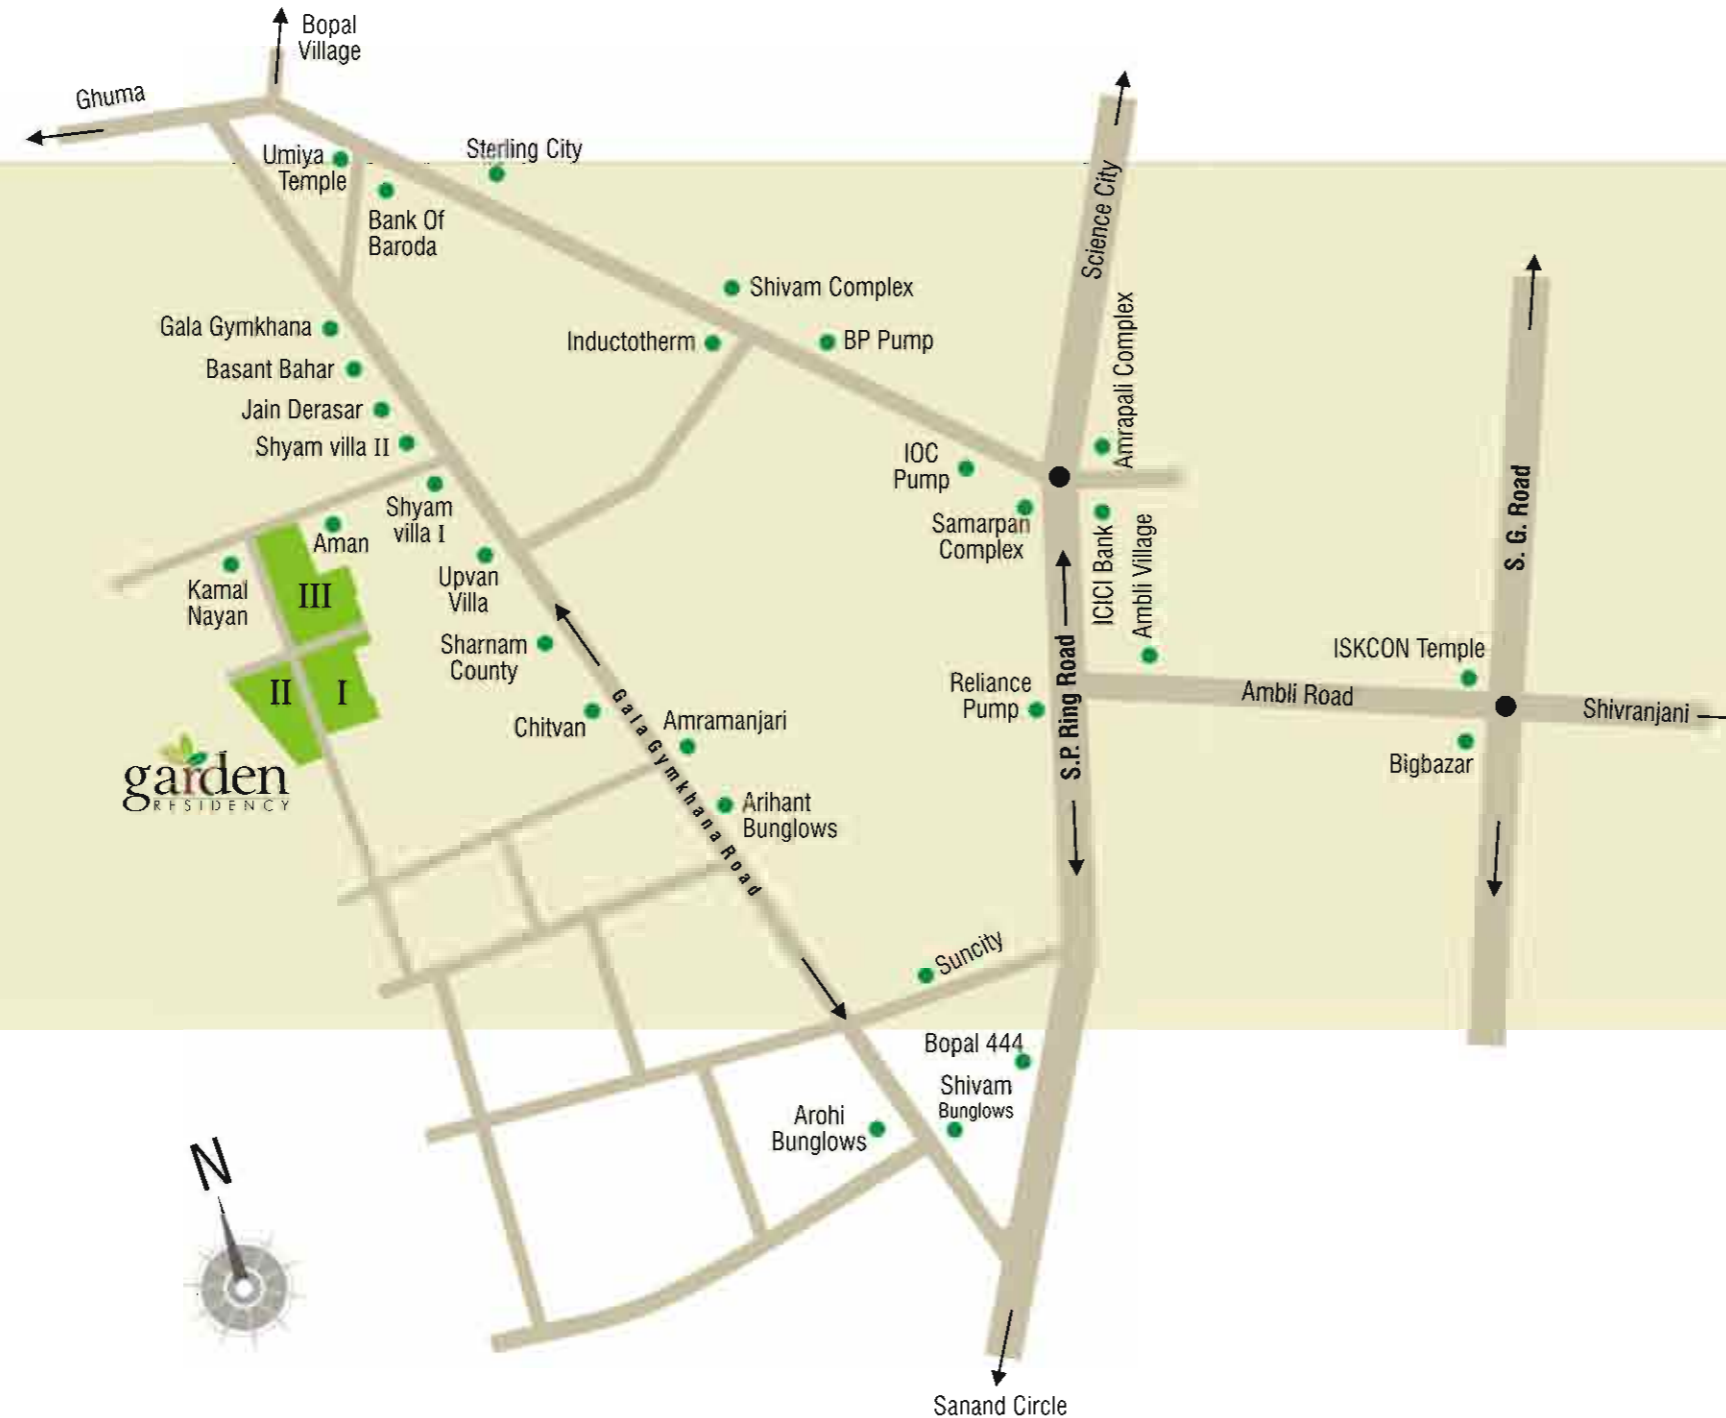 Bopal
Village
Ghuma
Umiya
Temple
Sterling City
Bank Of
Baroda
Science City
Shivam Complex
Gala Gymkhana
Inductotherm
BP Pump
Amrapali Complex
Basant Bahar
Jain Derasar
Shyam villa II
IOC
Pump
S. G. Road
Shyam
villa I
Samarpan
Complex
ICICI Bank
Ambli Village
Aman
Kamal
Nayan
III
Upvan
Villa
Sharnam
County
ISKCON Temple
S.P. Ring Road
II
I
Reliance
Pump
Ambli Road
Shivranjani
Chitvan
Gala Gymkhana Road
Amramanjari
Bigbazar
garden
RESIDENCY
Arihant
Bunglows
Suncity
Bopal 444
Shivam
Bunglows
Arohi
Bunglows
N
Sanand Circle